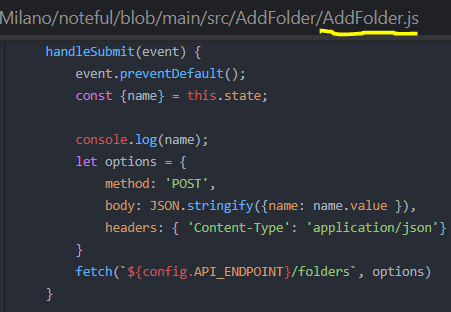 Milano/noteful/blob/main/src/AddFolder/AddFolder.js
handleSubmit(event) {
event.preventDefault();
const {name} = this.state;
console.log(name);
let options = {
method: 'POST',
body: JSON.stringify({name: name.value }),
headers: { 'Content-Type': 'application/json'}
}
fetch(`${config.API_ENDPOINT}/folders`, options)
}